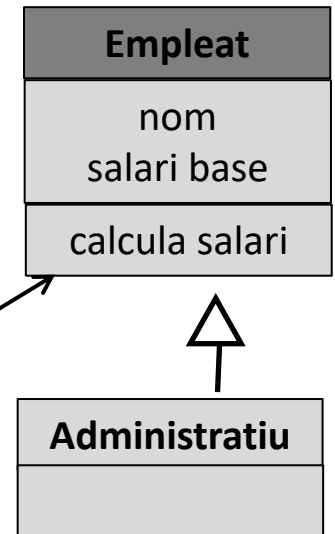 Empleat
nom
salari base
calcula salari
Administratiu